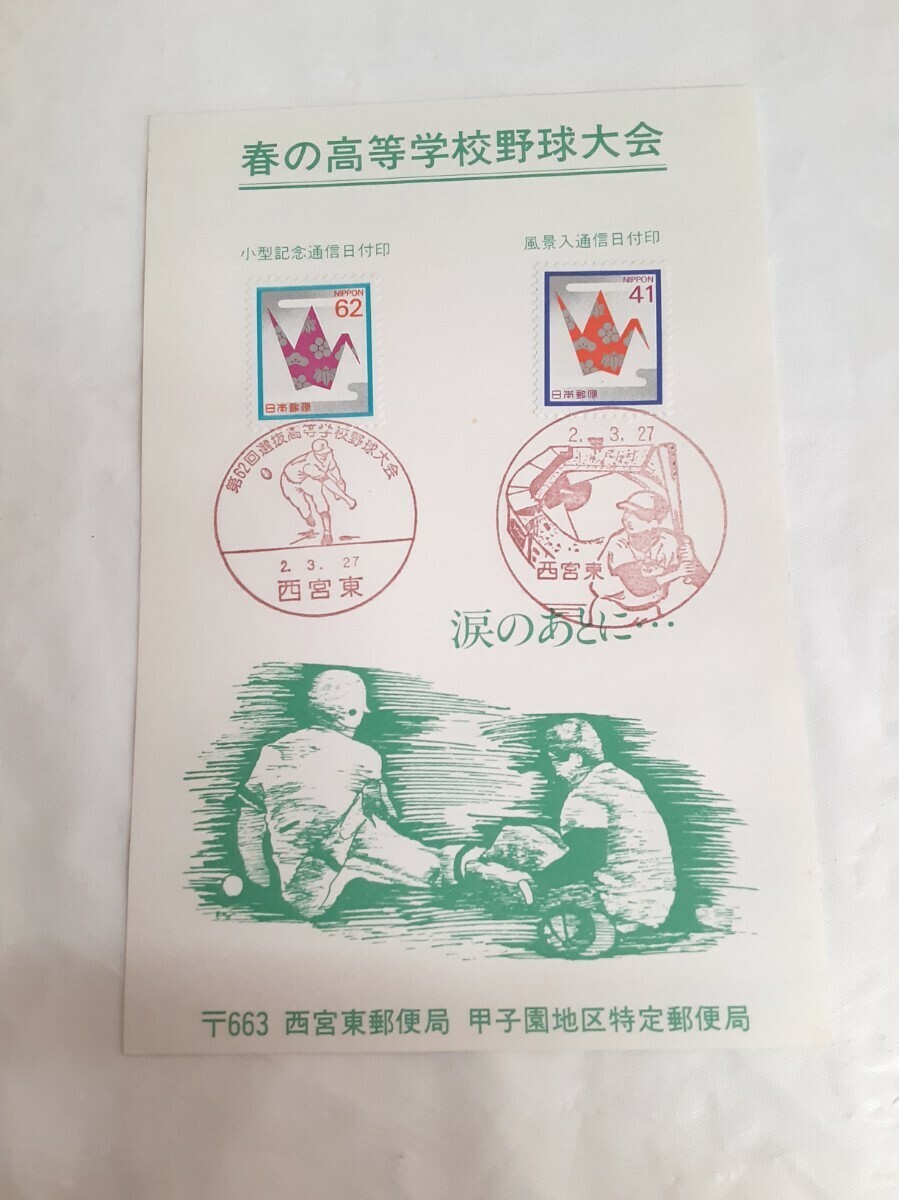 春の高等学校野球大会
小型記念通信日付印
風景入通信日付印
NIPPON
62
日本郵便
NIPPON
41
日本郵便
第62回選抜高等学校野球大会
2. 3. 27
西宮東
2. 3. 27
西宮東
涙のあとに…
〒663 西宮東郵便局 甲子園地区特定郵便局